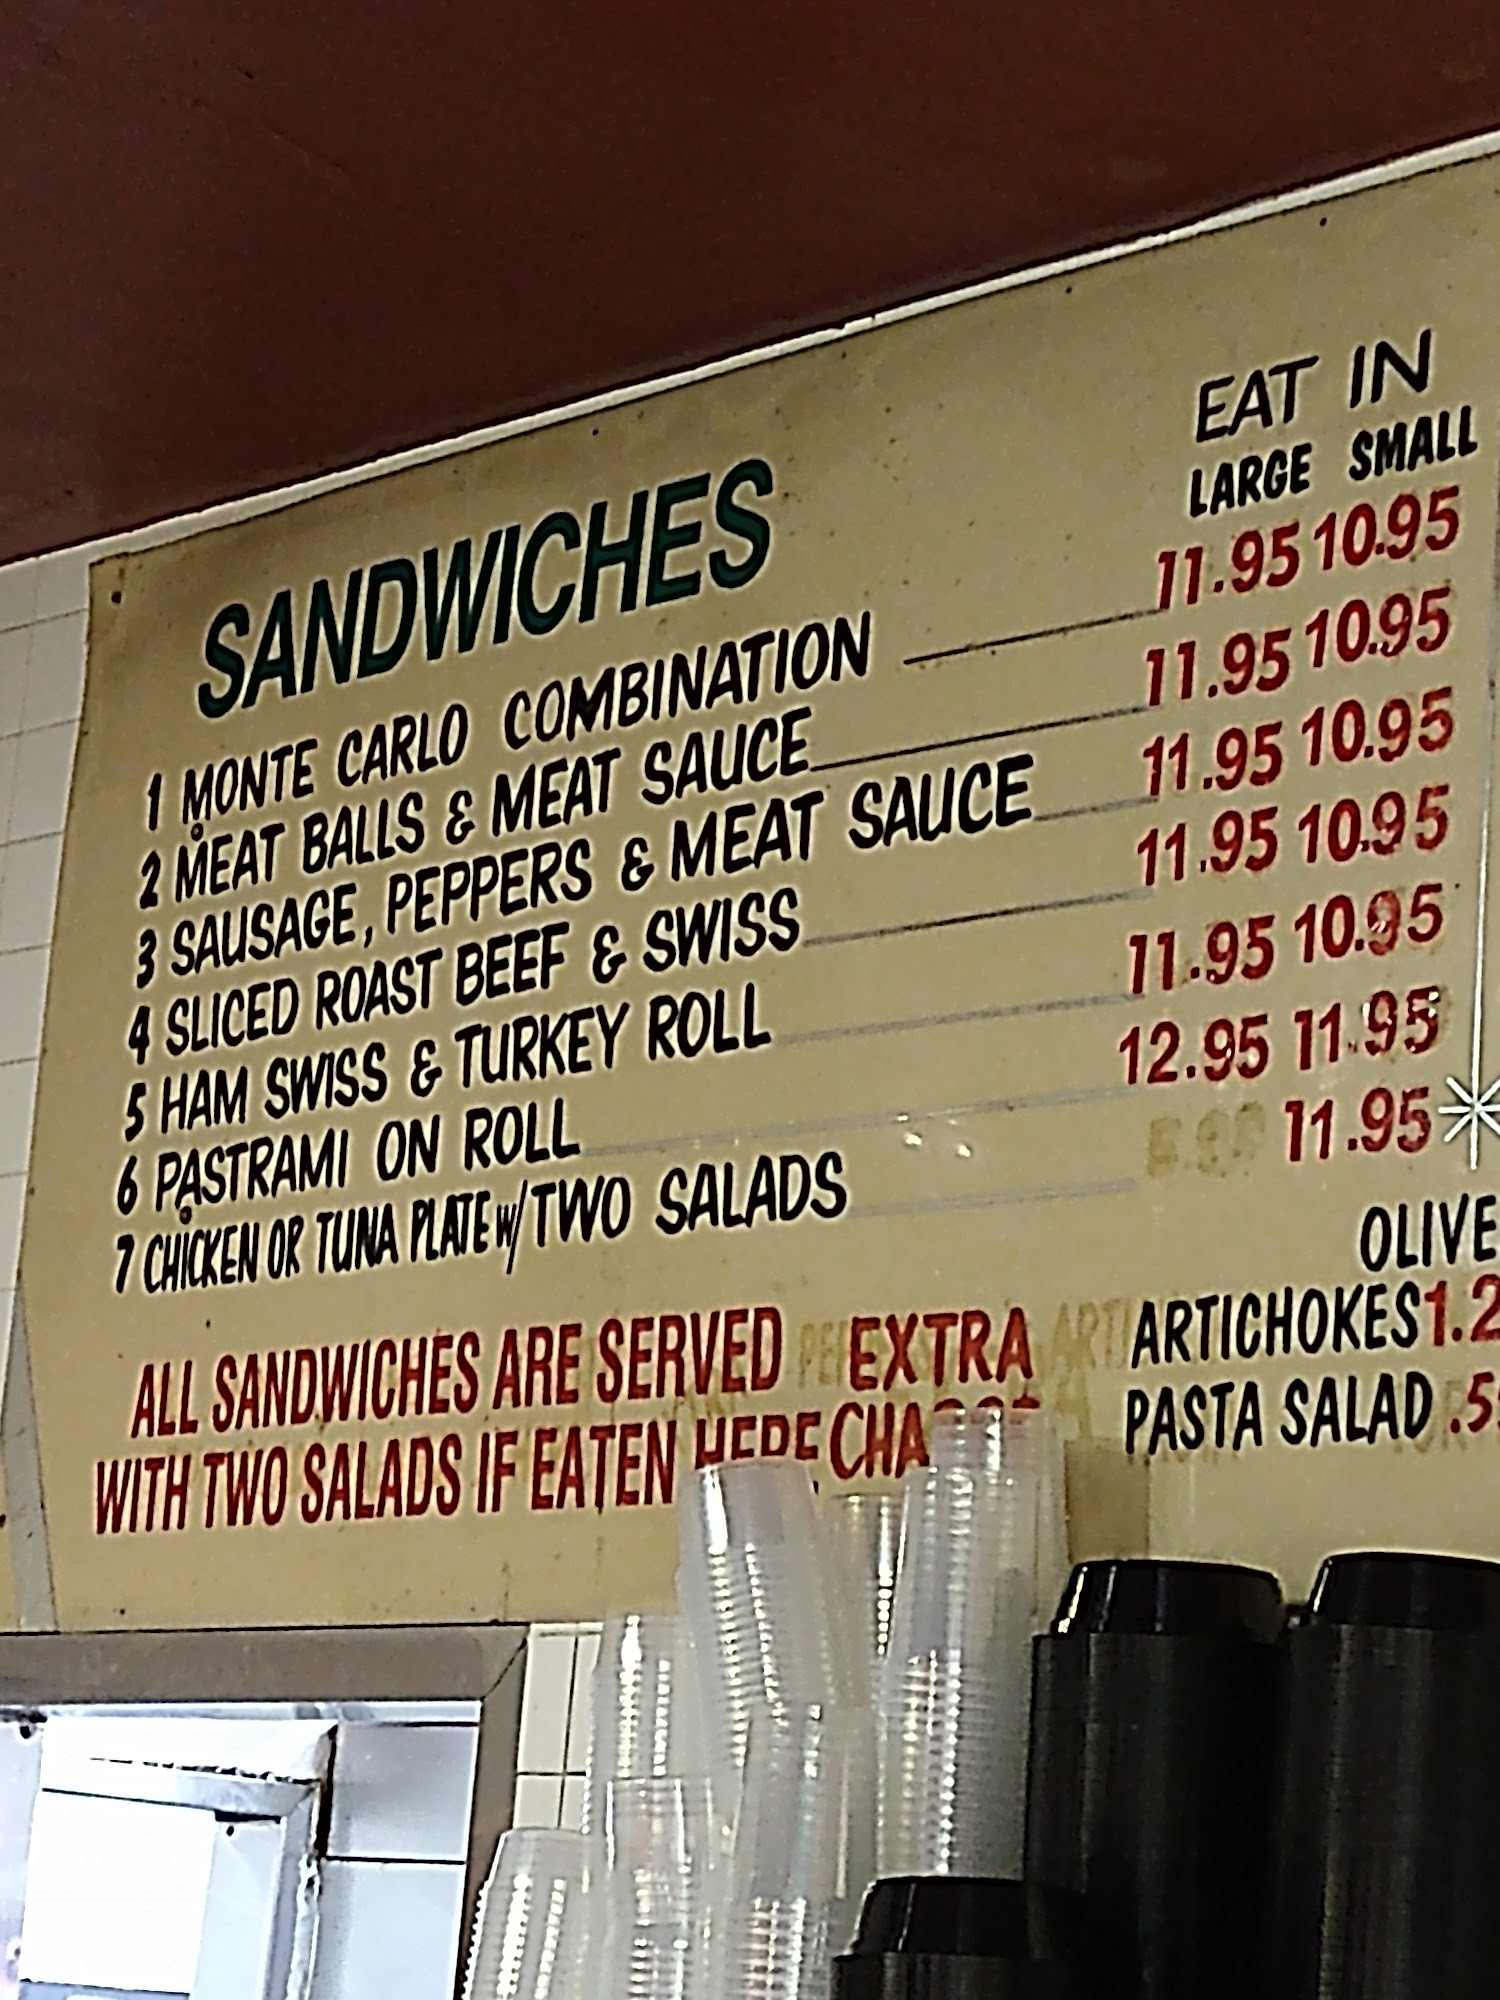 EAT IN
SANDWICHES LARGE SMALL
1 MONTE CARLO COMBINATION 11.95 10.95
2 MEAT BALLS & MEAT SAUCE 11.95 10.95
3 SAUSAGE, PEPPERS & MEAT SAUCE 11.95 10.95
4 SLICED ROAST BEEF & SWISS 11.95 10.95
5 HAM SWISS & TURKEY ROLL 11.95 10.95
6 PASTRAMI ON ROLL 12.95 11.95
7 CHICKEN OR TUNA PLATE w/ TWO SALADS 11.95
ALL SANDWICHES ARE SERVED
WITH TWO SALADS IF EATEN HERE
EXTRA
OLIVE
ARTICHOKES 1.2
PASTA SALAD .5